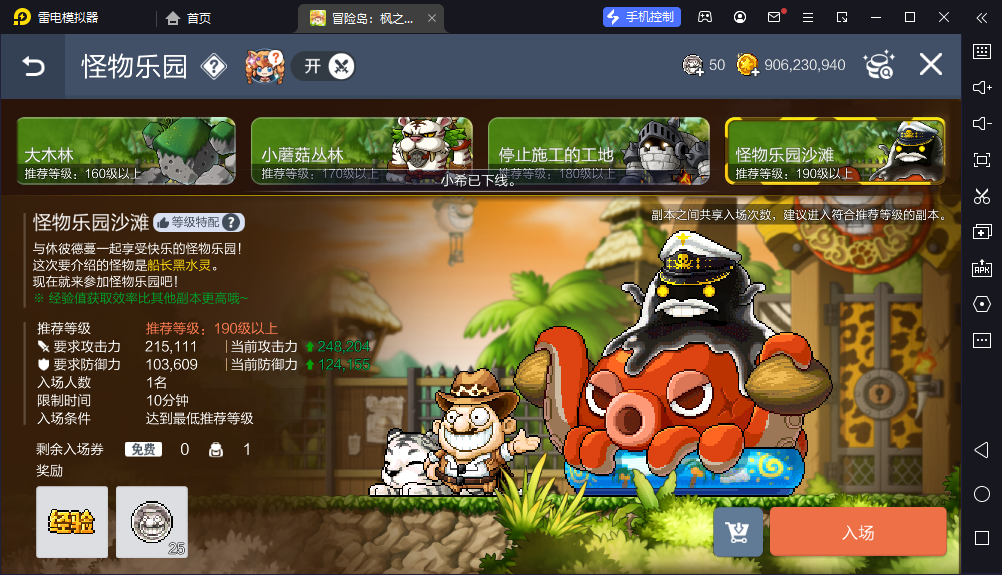 雷电模拟器
首页
冒险岛：枫之...
手机控制
怪物乐园
开
50
906,230,940
大木林
推荐等级：160级以上
小蘑菇丛林
推荐等级：170级以上
停止施工的工地
推荐等级：180级以上
怪物乐园沙滩
推荐等级：190级以上
小希已下线。
副本之间共享入场次数，建议进入符合推荐等级的副本。
怪物乐园沙滩
等级特配
与休彼德蔓一起享受快乐的怪物乐园！
这次要介绍的怪物是船长黑水灵。
现在就来参加怪物乐园吧！
※ 经验值获取效率比其他副本更高哦~
推荐等级 推荐等级：190级以上
要求攻击力 215,111 当前攻击力 248,204
要求防御力 103,609 当前防御力 124,155
入场人数 1名
限制时间 10分钟
入场条件 达到最低推荐等级
剩余入场券 免费 0 1
奖励
经验
25
入场
APK